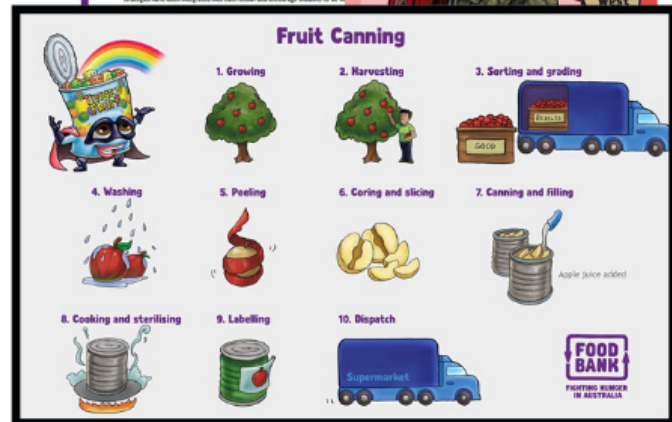 Fruit Canning
1. Growing
2. Harvesting
3. Sorting and grading
GOOD
4. Washing
5. Peeling
6. Coring and slicing
7. Canning and filling
Apple juice added
8. Cooking and sterilising
9. Labelling
10. Dispatch
Supermarket
FOOD
BANK
FIGHTING HUNGER
IN AUSTRALIA